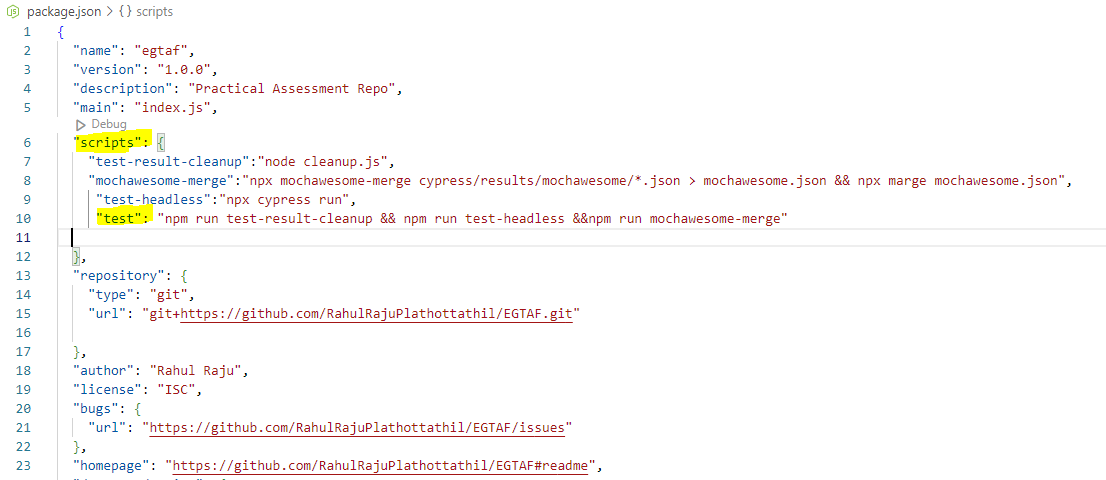 package.json > {} scripts
1 {
2 "name": "egtaf",
3 "version": "1.0.0",
4 "description": "Practical Assessment Repo",
5 "main": "index.js",
Debug
6 "scripts": {
7 "test-result-cleanup":"node cleanup.js",
8 "mochawesome-merge":"npx mochawesome-merge cypress/results/mochawesome/*.json > mochawesome.json && npx marge mochawesome.json",
9 "test-headless":"npx cypress run",
10 "test": "npm run test-result-cleanup && npm run test-headless &&npm run mochawesome-merge"
11
12 },
13 "repository": {
14 "type": "git",
15 "url": "git+https://github.com/RahulRajuPlathottathil/EGTAF.git"
16
17 },
18 "author": "Rahul Raju",
19 "license": "ISC",
20 "bugs": {
21 "url": "https://github.com/RahulRajuPlathottathil/EGTAF/issues"
22 },
23 "homepage": "https://github.com/RahulRajuPlathottathil/EGTAF#readme",